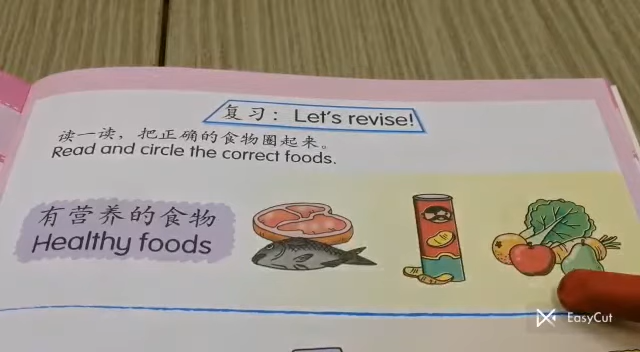 复习：Let's revise!
读一读，把正确的食物圈起来。
Read and circle the correct foods.
有营养的食物
Healthy foods
EasyCut